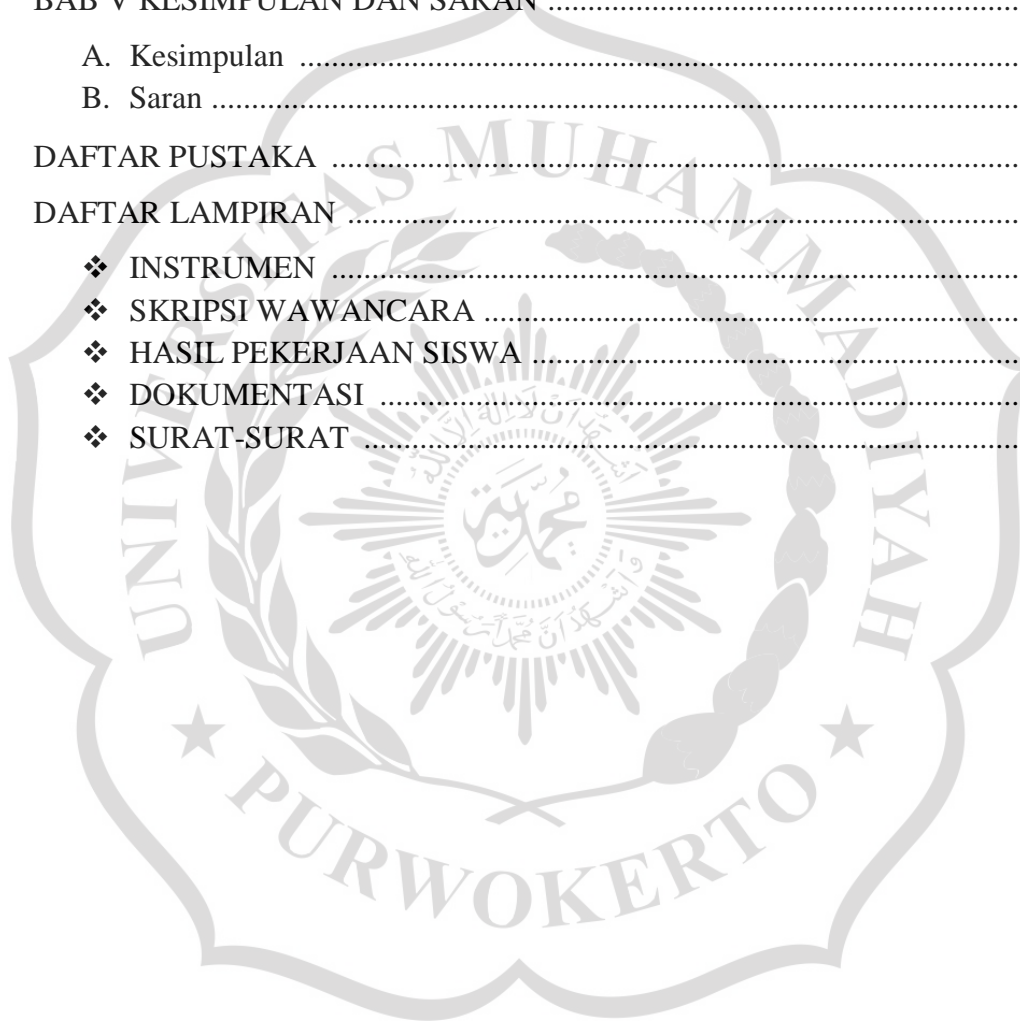 BAB V KESIMPULAN DAN SARAN ..........................................................
A. Kesimpulan ..........................................................................................
B. Saran .....................................................................................................
DAFTAR PUSTAKA ......................................................................................
DAFTAR LAMPIRAN ....................................................................................
❖ INSTRUMEN ......................................................................................
❖ SKRIPSI WAWANCARA ...................................................................
❖ HASIL PEKERJAAN SISWA .............................................................
❖ DOKUMENTASI ................................................................................
❖ SURAT-SURAT ..................................................................................
UNIVERSITAS MUHAMMADIYAH
PURWOKERTO